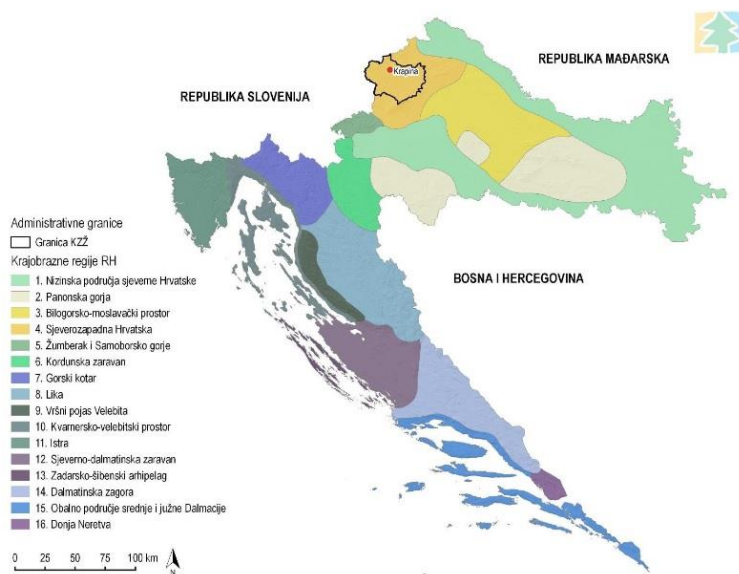 REPUBLIKA MAĐARSKA
Krapina
REPUBLIKA SLOVENIJA
BOSNA I HERCEGOVINA
Administrativne granice
Granica KZŽ
Krajobrazne regije RH
1. Nizinska područja sjeverne Hrvatske
2. Panonska gorja
3. Bilogorsko-moslavački prostor
4. Sjeverozapadna Hrvatska
5. Žumberak i Samoborsko gorje
6. Kordunska zaravan
7. Gorski kotar
8. Lika
9. Vršni pojas Velebita
10. Kvarnersko-velebitski prostor
11. Istra
12. Sjeverno-dalmatinska zaravan
13. Zadarsko-šibenski arhipelag
14. Dalmatinska zagora
15. Obalno područje srednje i južne Dalmacije
16. Donja Neretva
0 25 50 75 100 km
N